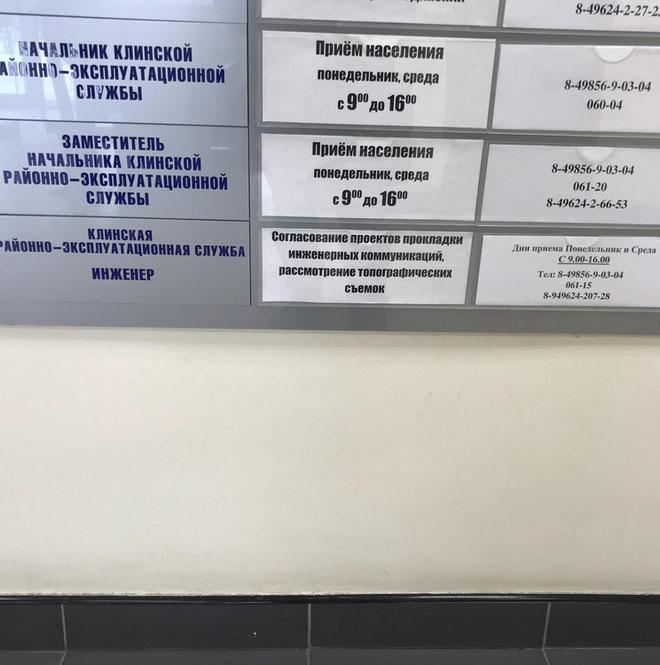 8-49624-2-27-2
НАЧАЛЬНИК КЛИНСКОЙ
АЙОННО-ЭКСПЛУАТАЦИОННОЙ
СЛУЖБЫ
Приём населения
понедельник, среда
с 9⁰⁰ до 16⁰⁰
8-49856-9-03-04
060-04
ЗАМЕСТИТЕЛЬ
НАЧАЛЬНИКА КЛИНСКОЙ
РАЙОННО-ЭКСПЛУАТАЦИОННОЙ
СЛУЖБЫ
Приём населения
понедельник, среда
с 9⁰⁰ до 16⁰⁰
8-49856-9-03-04
061-20
8-49624-2-66-53
КЛИНСКАЯ
РАЙОННО-ЭКСПЛУАТАЦИОННАЯ СЛУЖБА
ИНЖЕНЕР
Согласование проектов прокладки
инженерных коммуникаций,
рассмотрение топографических
съемок
Дни приема Понедельник и Среда
С 9.00-16.00
Тел: 8-49856-9-03-04
061-15
8-949624-207-28